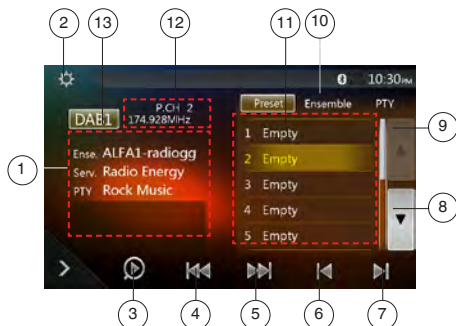 13 12 11 10
2
10:30PM
P.CH 2
174.928MHz
DAB1
Preset Ensemble PTY
Ense. ALFA1-radiogg
Serv. Radio Energy
PTY Rock Music
1 Empty
2 Empty
3 Empty
4 Empty
5 Empty
9
1
8
3 4 5 6 7